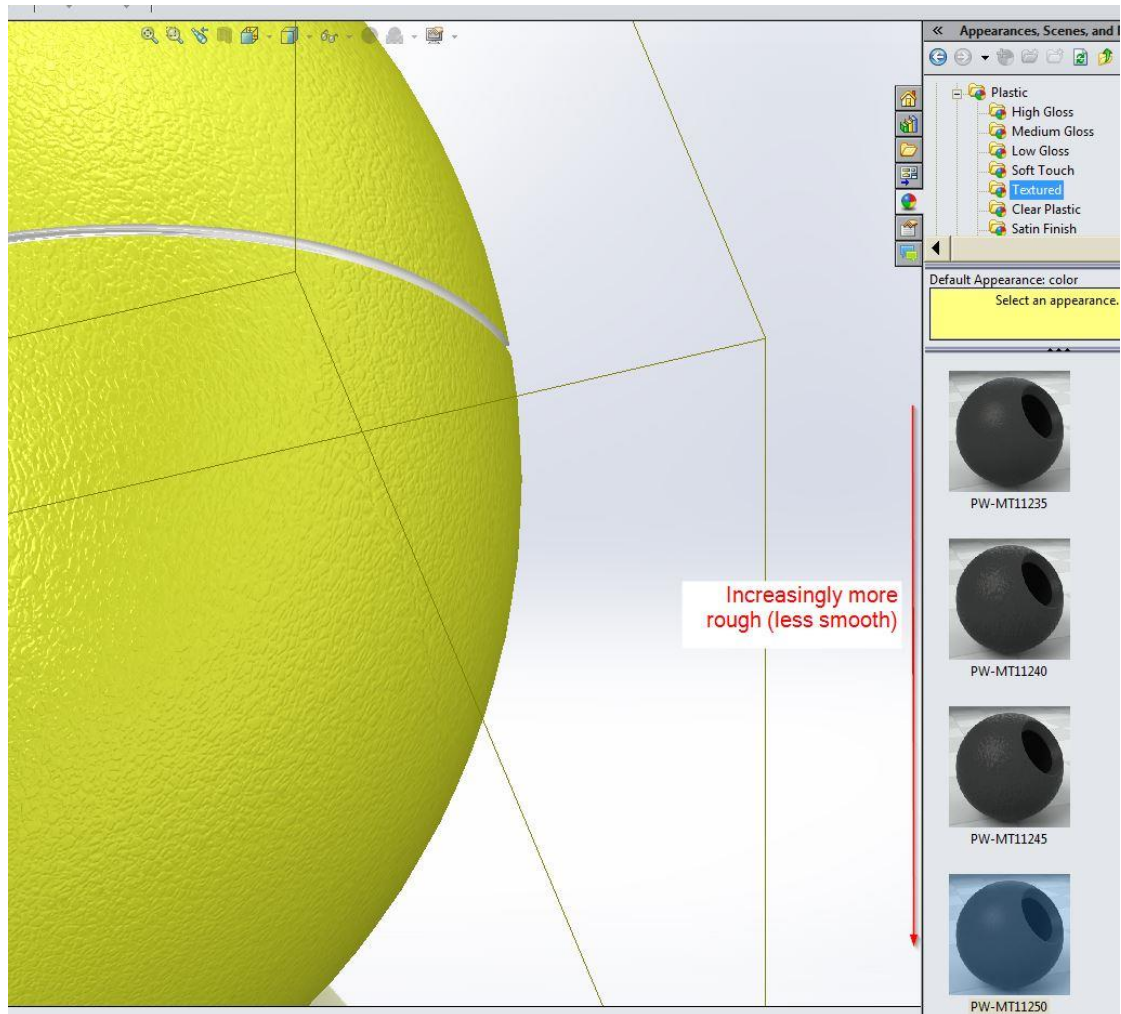 Appearances, Scenes, and
Plastic
High Gloss
Medium Gloss
Low Gloss
Soft Touch
Textured
Clear Plastic
Satin Finish
Default Appearance: color
Select an appearance.
PW-MT11235
Increasingly more
rough (less smooth)
PW-MT11240
PW-MT11245
PW-MT11250